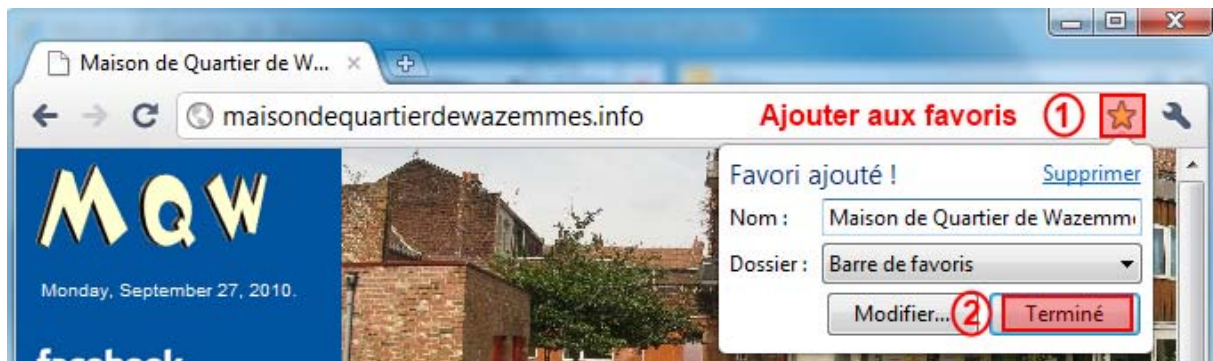 Maison de Quartier de W...
maisondequartierdewazemmes.info
Ajouter aux favoris 1
MQW
Monday, September 27, 2010.
facebook
Favori ajouté !
Supprimer
Nom :
Maison de Quartier de Wazemm
Dossier :
Barre de favoris
Modifier...
2
Terminé